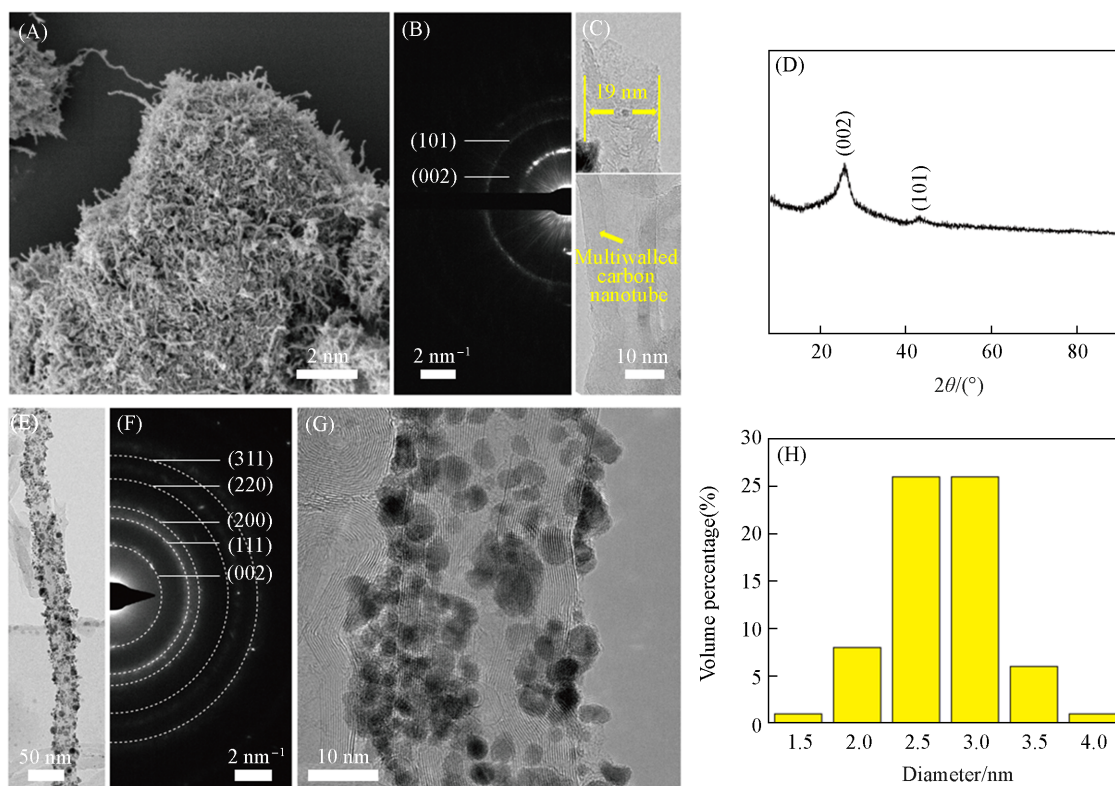 (A)
2 nm
(B)
(101)
(002)
2 nm⁻¹
(C)
19 nm
Multiwalled
carbon
nanotube
10 nm
(D)
(002)
(101)
20
40
60
80
2θ/(°)
(E)
50 nm
(F)
(311)
(220)
(200)
(111)
(002)
2 nm⁻¹
(G)
10 nm
(H)
Volume percentage(%)
30
25
20
15
10
5
0
1.5
2.0
2.5
3.0
3.5
4.0
Diameter/nm